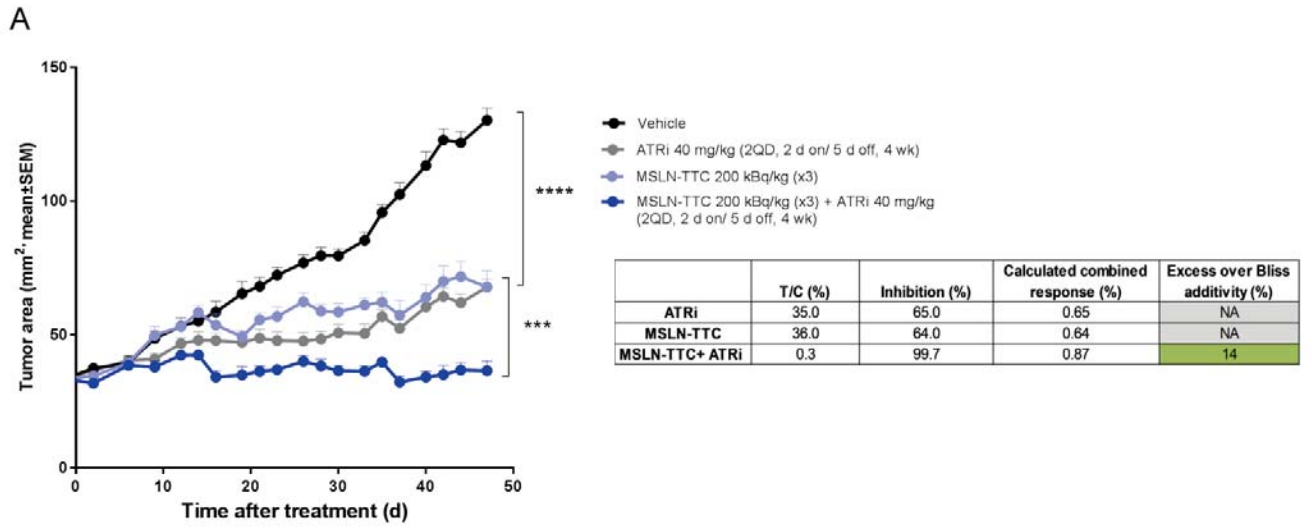 A
150
100
50
0
Tumor area (mm²' mean±SEM)
0 10 20 30 40 50
Time after treatment (d)
****
***
Vehicle
ATRi 40 mg/kg (2QD, 2 d on/ 5 d off, 4 wk)
MSLN-TTC 200 kBq/kg (x3)
MSLN-TTC 200 kBq/kg (x3) + ATRi 40 mg/kg
(2QD, 2 d on/ 5 d off, 4 wk)
T/C (%) Inhibition (%) Calculated combined response (%) Excess over Bliss additivity (%)
ATRi 35.0 65.0 0.65 NA
MSLN-TTC 36.0 64.0 0.64 NA
MSLN-TTC+ ATRi 0.3 99.7 0.87 14